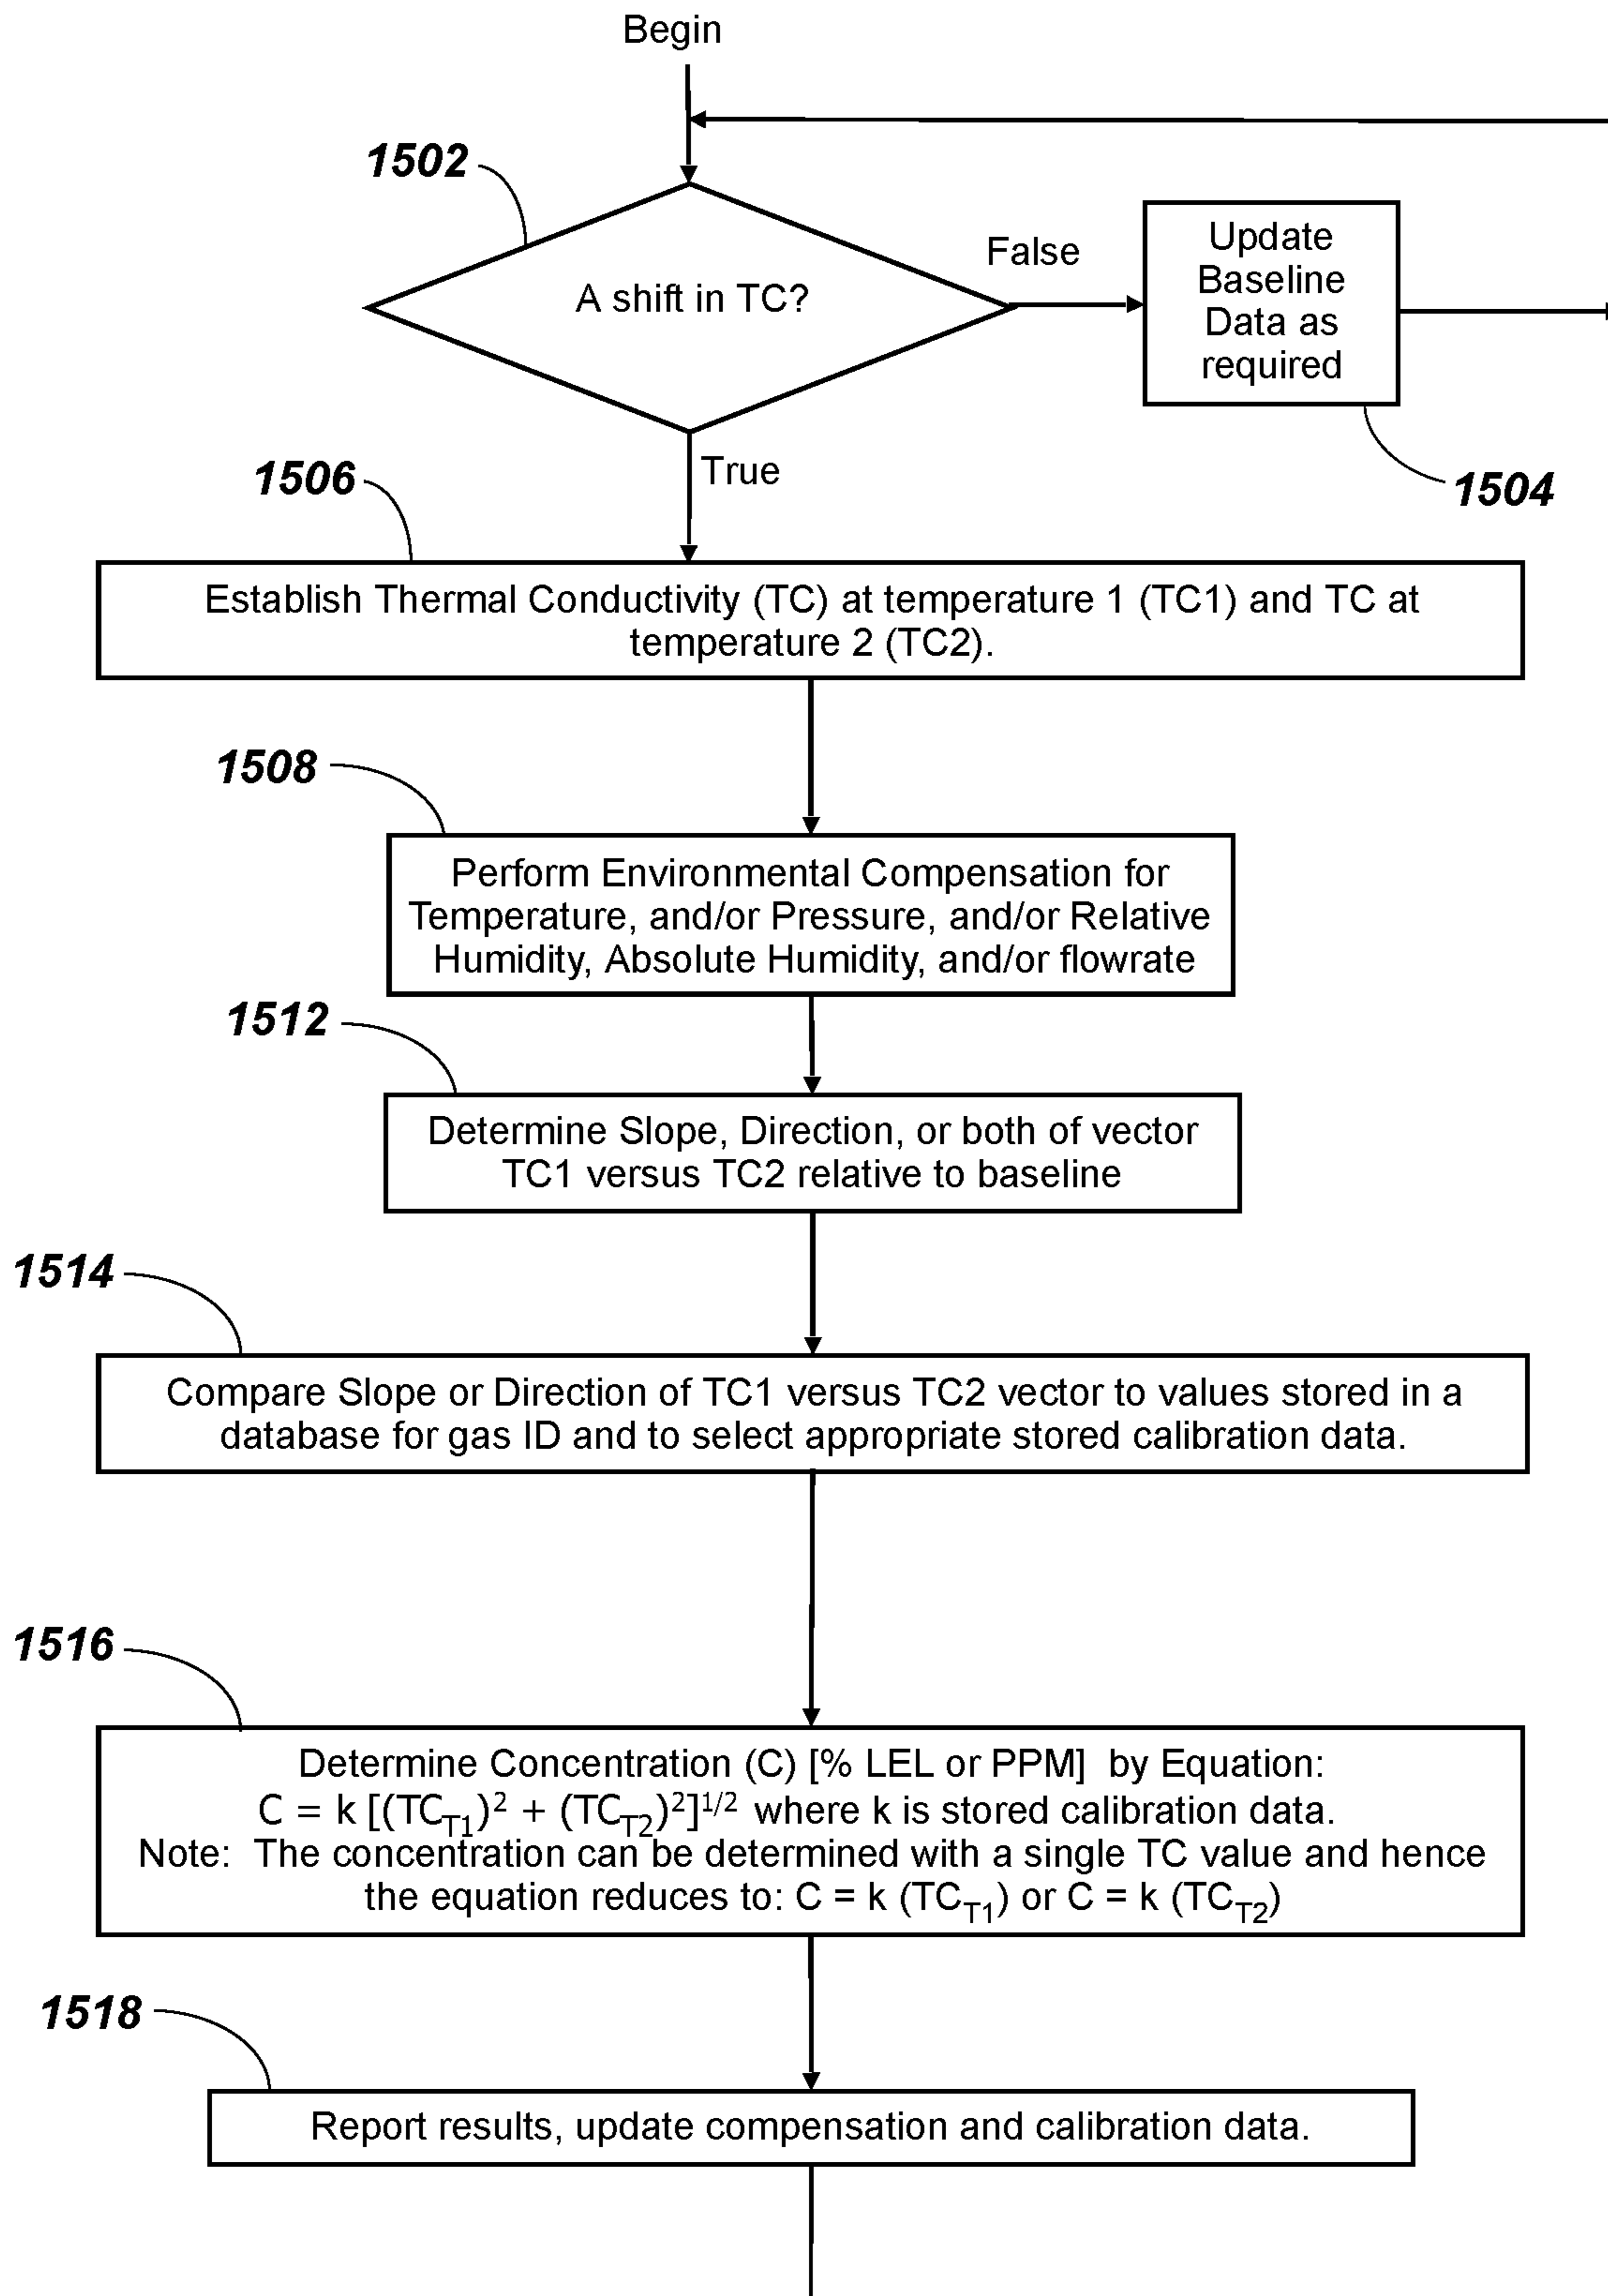 Begin
1502
A shift in TC?
False
Update
Baseline
Data as
required
1504
True
1506
Establish Thermal Conductivity (TC) at temperature 1 (TC1) and TC at
temperature 2 (TC2).
1508
Perform Environmental Compensation for
Temperature, and/or Pressure, and/or Relative
Humidity, Absolute Humidity, and/or flowrate
1512
Determine Slope, Direction, or both of vector
TC1 versus TC2 relative to baseline
1514
Compare Slope or Direction of TC1 versus TC2 vector to values stored in a
database for gas ID and to select appropriate stored calibration data.
1516
Determine Concentration (C) [% LEL or PPM] by Equation:
C = k [(TC_T1)² + (TC_T2)²]^1/2 where k is stored calibration data.
Note: The concentration can be determined with a single TC value and hence
the equation reduces to: C = k (TC_T1) or C = k (TC_T2)
1518
Report results, update compensation and calibration data.